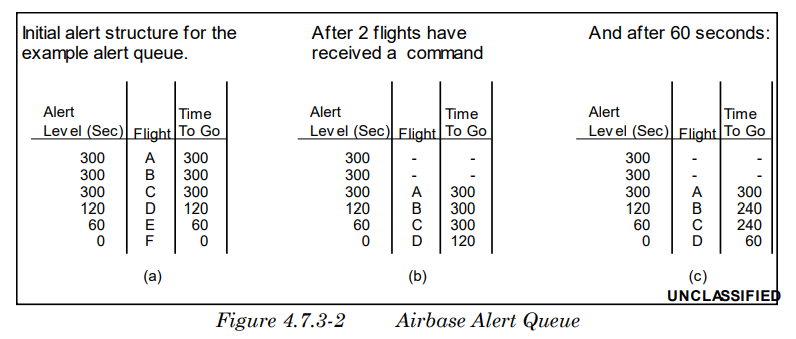 Initial alert structure for the example alert queue.
After 2 flights have received a command
And after 60 seconds:
Alert Level (Sec) Flight Time To Go
300 A 300
300 B 300
300 C 300
120 D 120
60 E 60
0 F 0
(a)
Alert Level (Sec) Flight Time To Go
300 - -
300 - -
300 A 300
120 B 300
60 C 300
0 D 120
(b)
Alert Level (Sec) Flight Time To Go
300 - -
300 - -
300 A 300
120 B 240
60 C 240
0 D 60
(c)
UNCLASSIFIED
Figure 4.7.3-2 Airbase Alert Queue